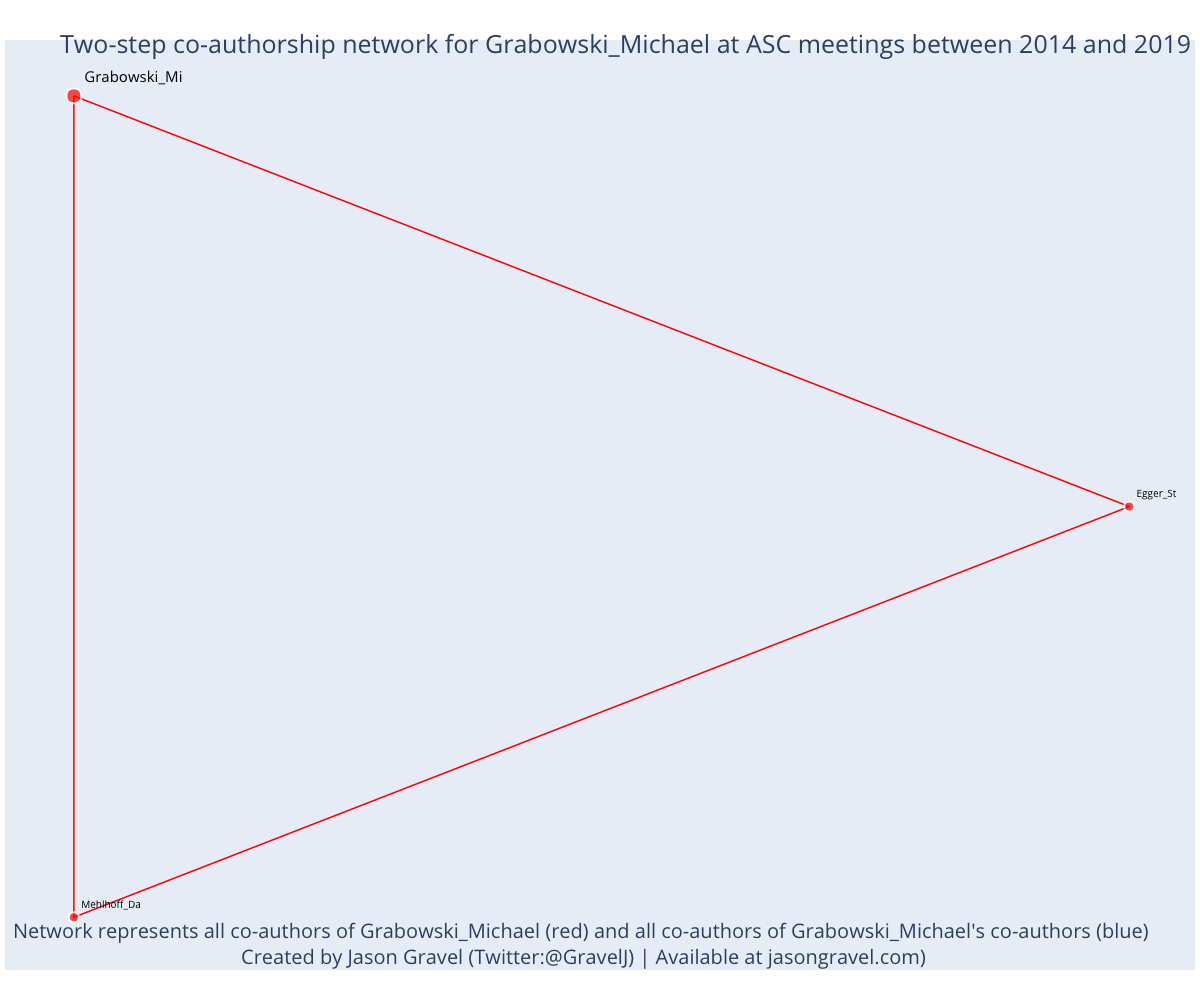 Two-step co-authorship network for Grabowski_Michael at ASC meetings between 2014 and 2019
Grabowski_Mi
Egger_St
Mehlhoff_Da
Network represents all co-authors of Grabowski_Michael (red) and all co-authors of Grabowski_Michael's co-authors (blue)
Created by Jason Gravel (Twitter:@GravelJ) | Available at jasongravel.com)